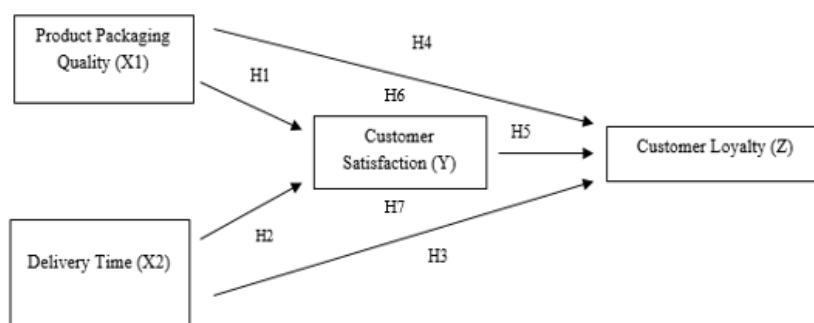 Product Packaging
Quality (X1)
H4
H1
H6
Customer
Satisfaction (Y)
H5
Customer Loyalty (Z)
H7
H2
Delivery Time (X2)
H3